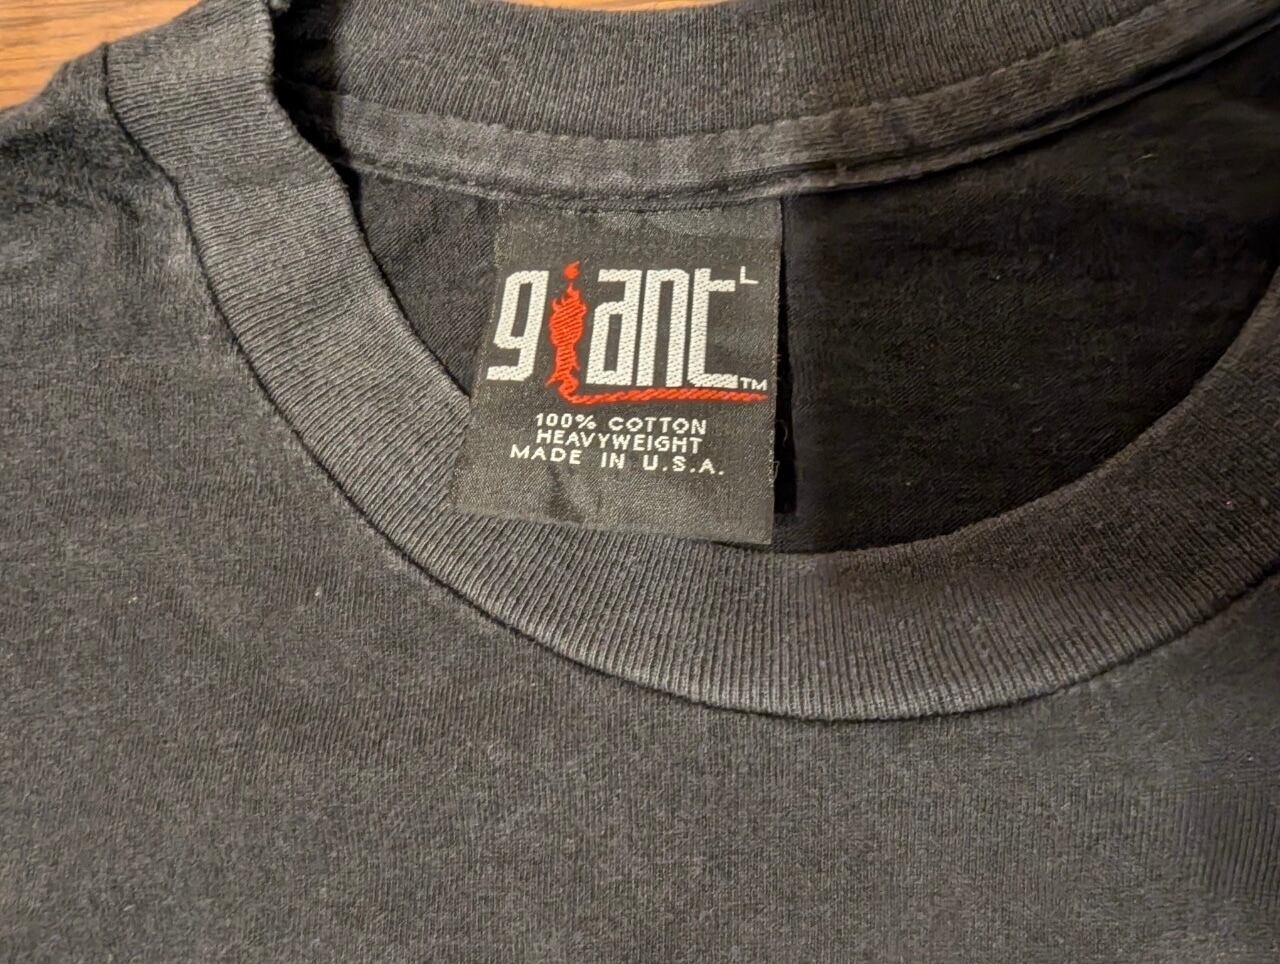 giant L
TM
100% COTTON
HEAVYWEIGHT
MADE IN U.S.A.